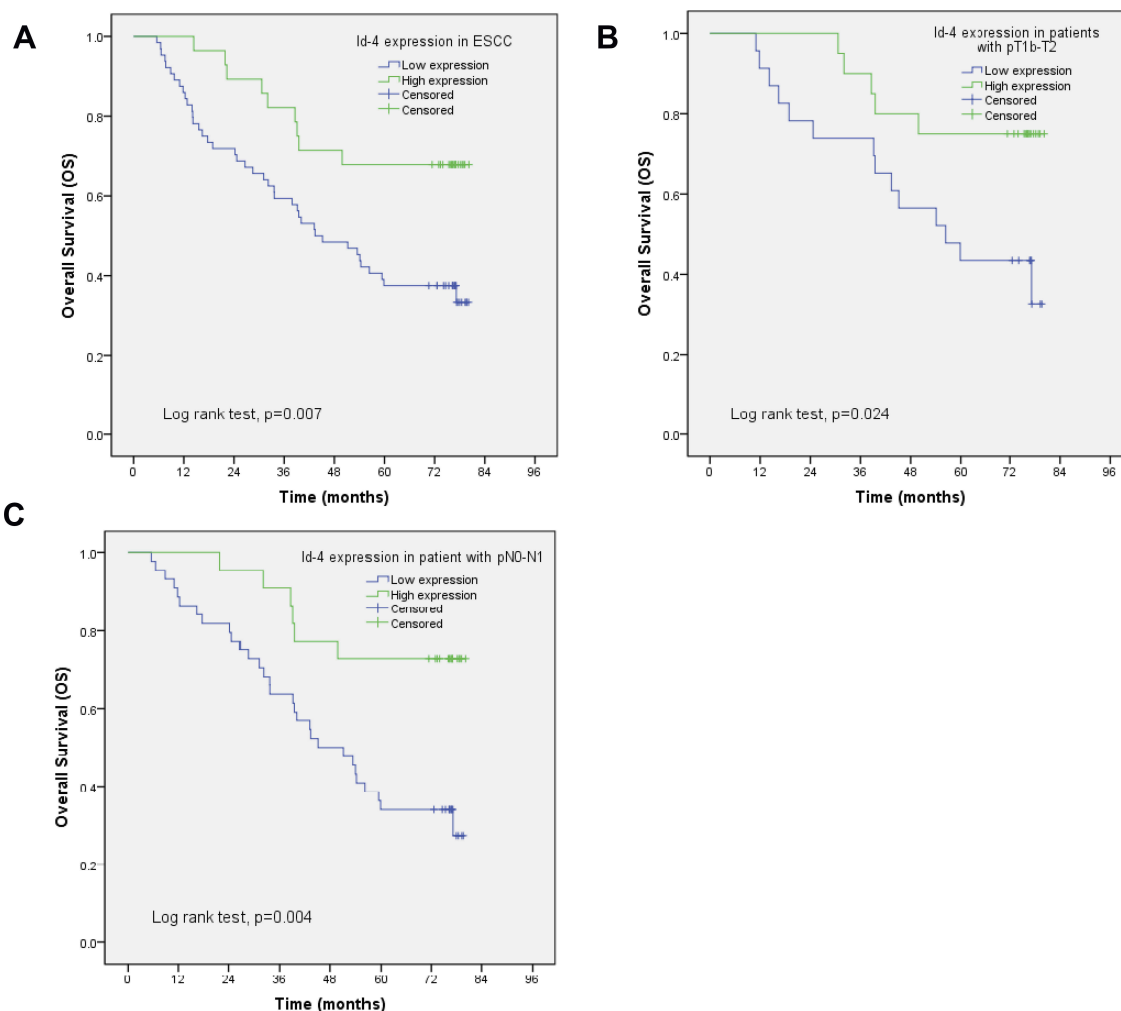 A
Id-4 expression in ESCC
Low expression
High expression
Censored
Censored
1.0
0.8
0.6
0.4
0.2
0.0
Overall Survival (OS)
Log rank test, p=0.007
0 12 24 36 48 60 72 84 96
Time (months)
B
Id-4 expression in patients
with pT1b-T2
Low expression
High expression
Censored
Censored
1.0
0.8
0.6
0.4
0.2
0.0
Overall Survival (OS)
Log rank test, p=0.024
0 12 24 36 48 60 72 84 96
Time (months)
C
Id-4 expression in patient with pN0-N1
Low expression
High expression
Censored
Censored
1.0
0.8
0.6
0.4
0.2
0.0
Overall Survival (OS)
Log rank test, p=0.004
0 12 24 36 48 60 72 84 96
Time (months)